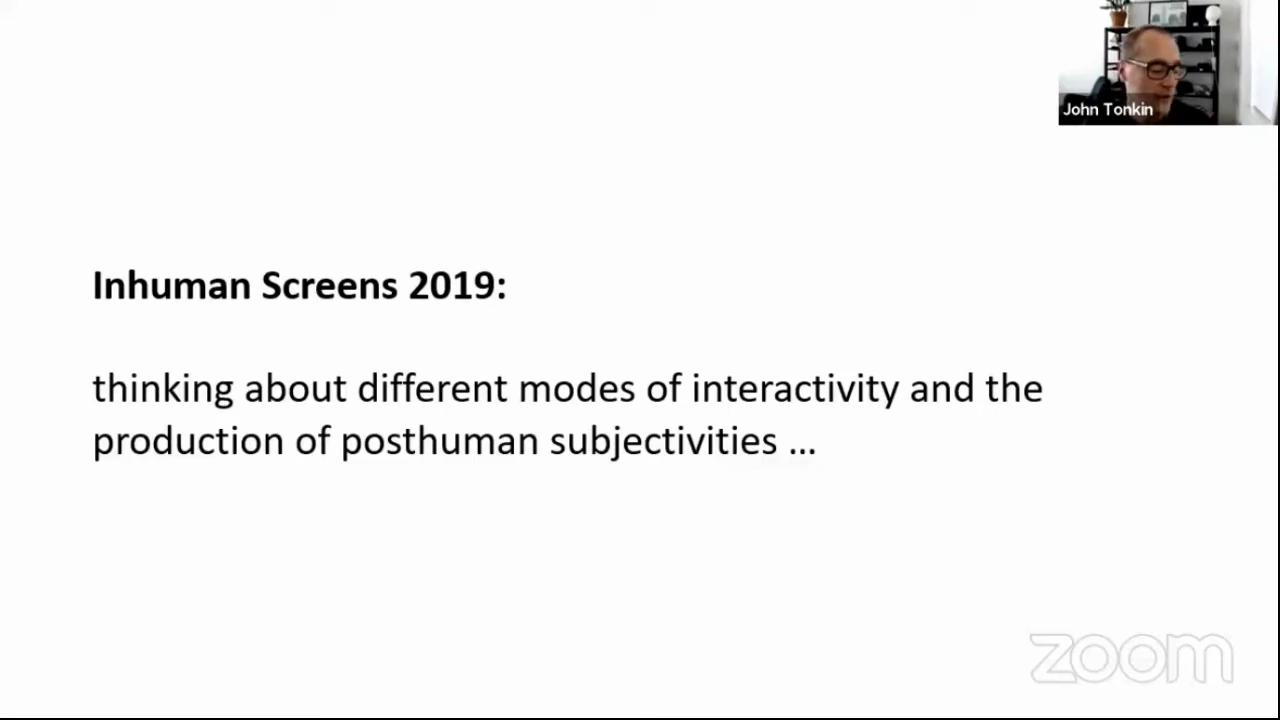 John Tonkin
Inhuman Screens 2019:
thinking about different modes of interactivity and the
production of posthuman subjectivities ...
zoom